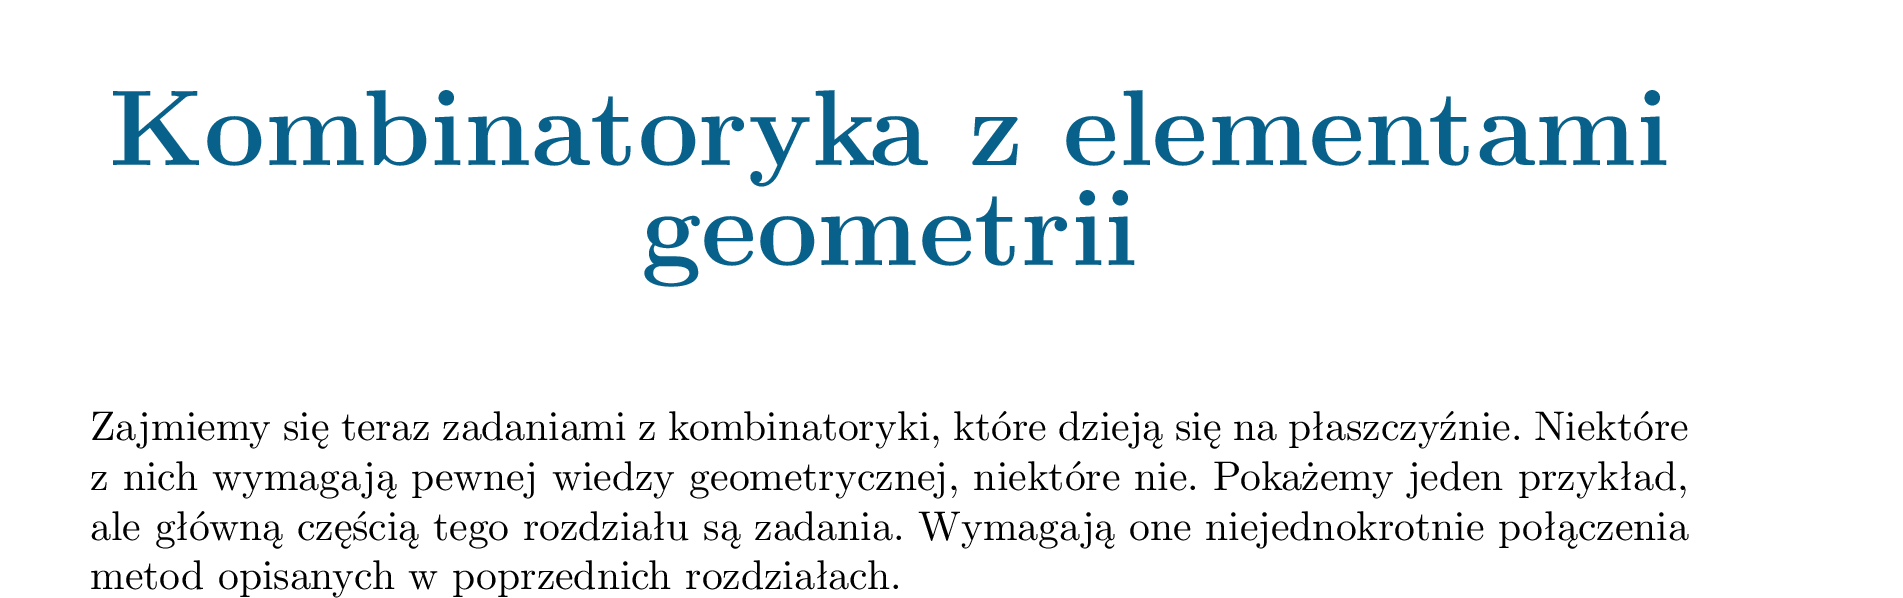 Kombinatoryka z elementami
geometrii
Zajmiemy się teraz zadaniami z kombinatoryki, które dzieją się na płaszczyźnie. Niektóre
z nich wymagają pewnej wiedzy geometrycznej, niektóre nie. Pokażemy jeden przykład,
ale główną częścią tego rozdziału są zadania. Wymagają one niejednokrotnie połączenia
metod opisanych w poprzednich rozdziałach.